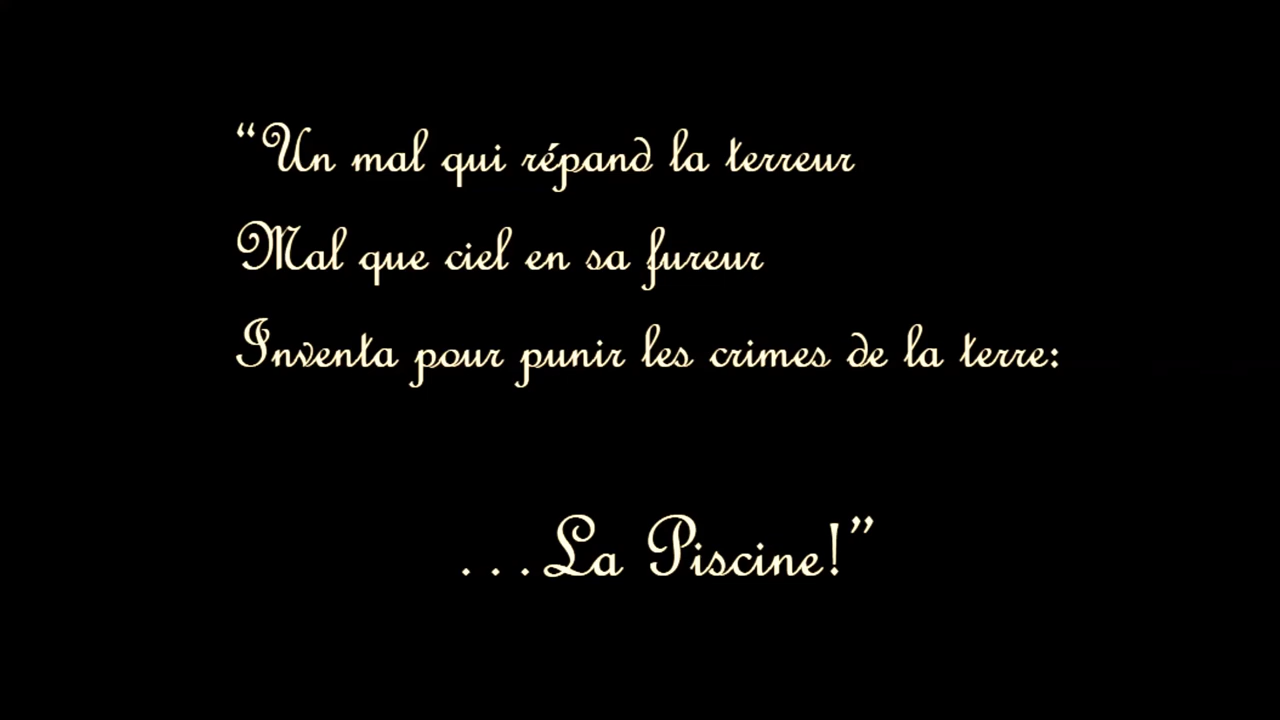 “Un mal qui répand la terreur
Mal que ciel en sa fureur
Inventa pour punir les crimes de la terre:
...La Piscine!”